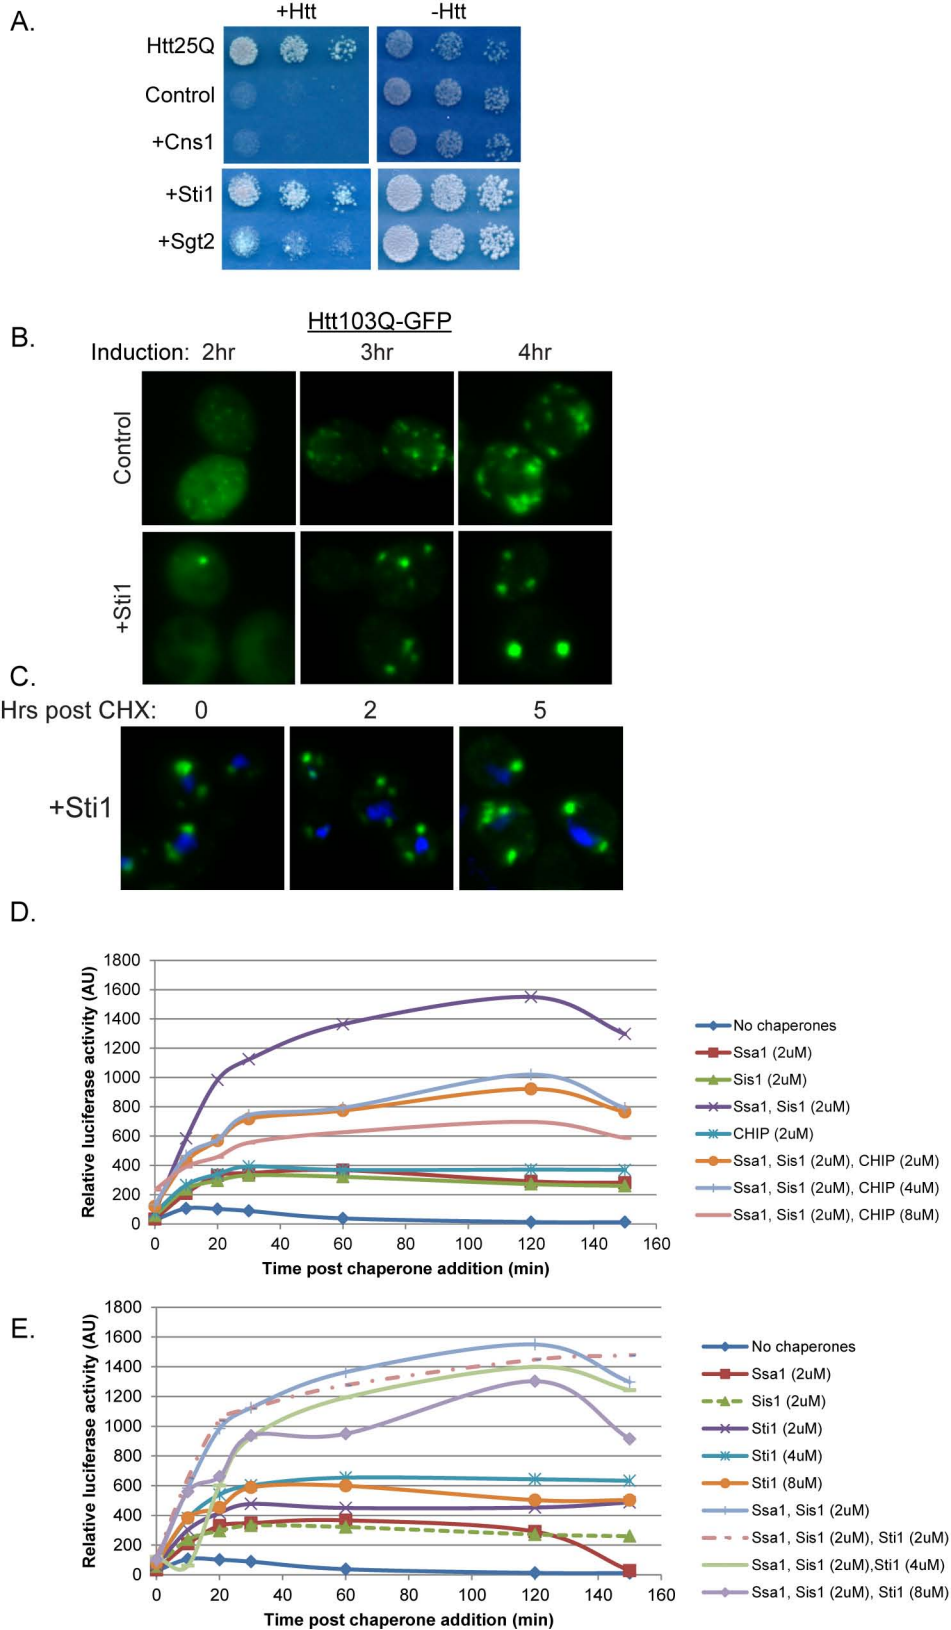 A.
+Htt -Htt
Htt25Q
Control
+Cns1
+Sti1
+Sgt2
B.
Htt103Q-GFP
Induction: 2hr 3hr 4hr
Control
+Sti1
C.
Hrs post CHX: 0 2 5
+Sti1
D.
Relative luciferase activity (AU)
1800
1600
1400
1200
1000
800
600
400
200
0
0 20 40 60 80 100 120 140 160
Time post chaperone addition (min)
No chaperones
Ssa1 (2uM)
Sis1 (2uM)
Ssa1, Sis1 (2uM)
CHIP (2uM)
Ssa1, Sis1 (2uM), CHIP (2uM)
Ssa1, Sis1 (2uM), CHIP (4uM)
Ssa1, Sis1 (2uM), CHIP (8uM)
E.
Relative luciferase activity (AU)
1800
1600
1400
1200
1000
800
600
400
200
0
0 20 40 60 80 100 120 140 160
Time post chaperone addition (min)
No chaperones
Ssa1 (2uM)
Sis1 (2uM)
Sti1 (2uM)
Sti1 (4uM)
Sti1 (8uM)
Ssa1, Sis1 (2uM)
Ssa1, Sis1 (2uM), Sti1 (2uM)
Ssa1, Sis1 (2uM),Sti1 (4uM)
Ssa1, Sis1 (2uM), Sti1 (8uM)